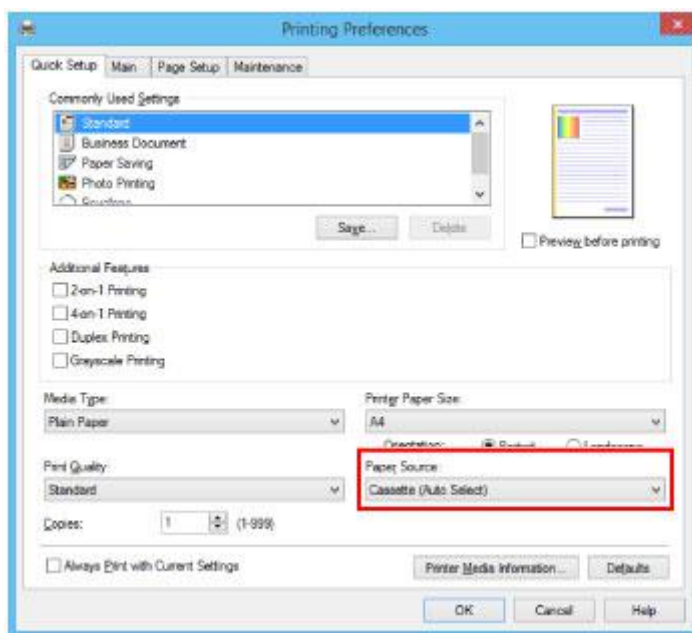 Printing Preferences
Quick Setup Main Page Setup Maintenance
Commonly Used Settings
Standard
Business Document
Paper Saving
Photo Printing
Save... Delete
Preview before printing
Additional Features
2-on-1 Printing
4-on-1 Printing
Duplex Printing
Greyscale Printing
Media Type: Printer Paper Size:
Plain Paper A4
Orientation: Portrait Landscape
Print Quality Paper Source:
Standard Cassette (Auto Select)
Copies: 1 (1-999)
Always Print with Current Settings Printer Media Information... Defaults
OK Cancel Help